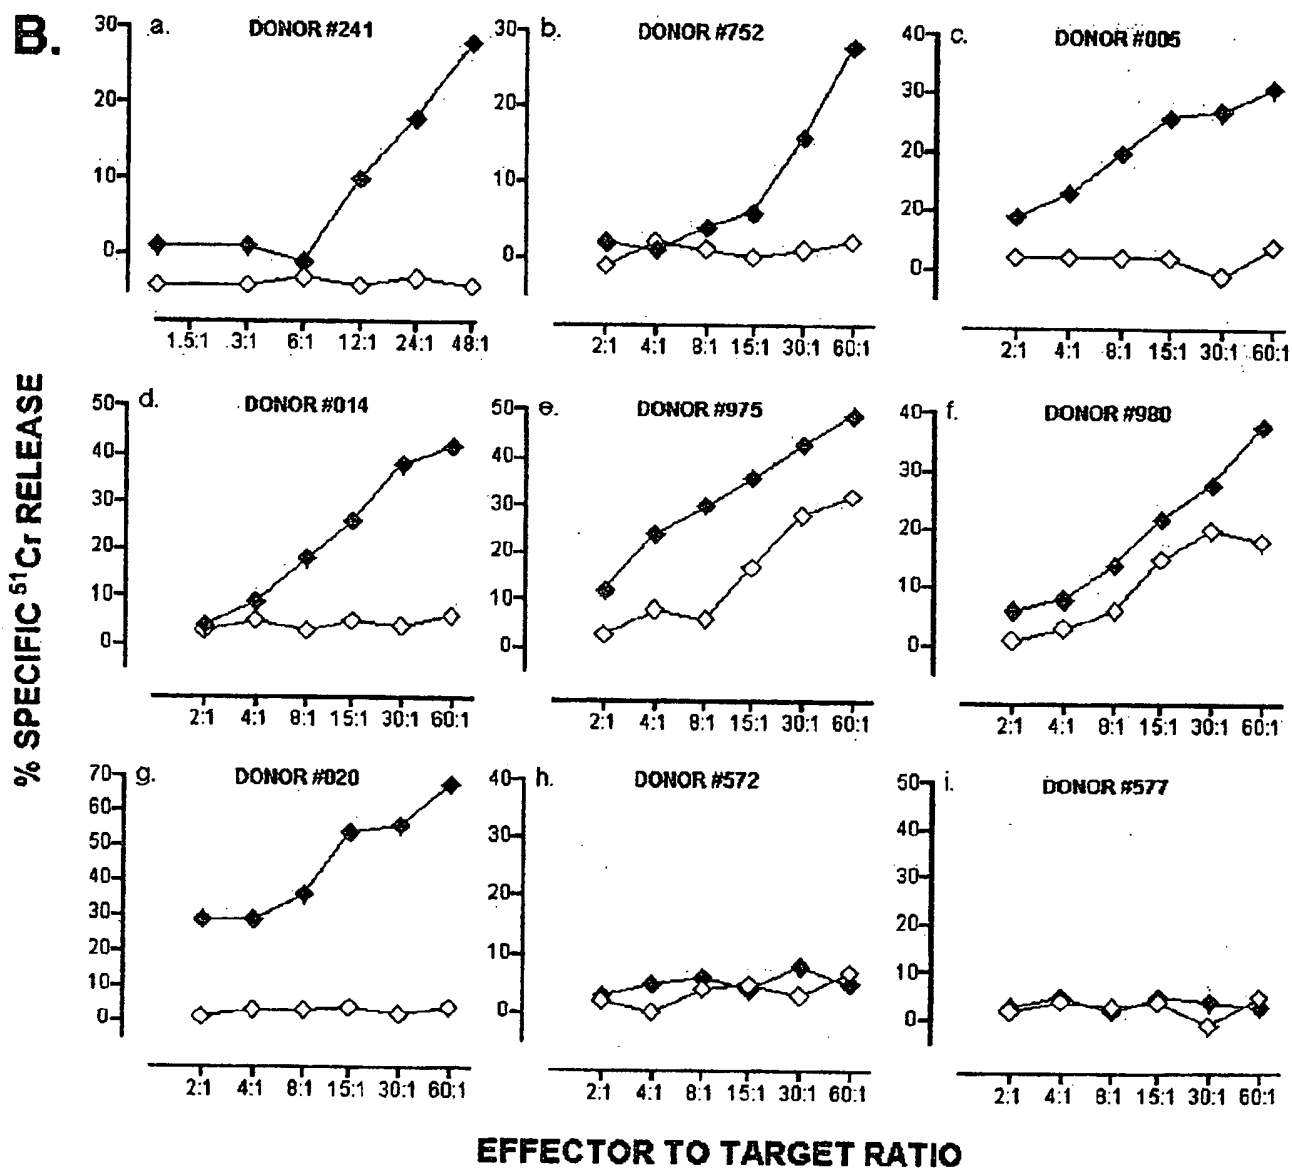 B.
% SPECIFIC 51Cr RELEASE
a. DONOR #241
30
20
10
0
1.5:1 3:1 6:1 12:1 24:1 48:1
b. DONOR #752
30
20
10
0
2:1 4:1 8:1 15:1 30:1 60:1
c. DONOR #005
40
30
20
20
0
2:1 4:1 8:1 15:1 30:1 60:1
d. DONOR #014
50
40
30
20
10
0
2:1 4:1 8:1 15:1 30:1 60:1
e. DONOR #975
50
40
30
20
10
0
2:1 4:1 8:1 15:1 30:1 60:1
f. DONOR #980
40
30
20
10
0
2:1 4:1 8:1 15:1 30:1 60:1
g. DONOR #020
70
60
50
40
30
20
10
0
2:1 4:1 8:1 15:1 30:1 60:1
h. DONOR #572
40
30
20
10
0
2:1 4:1 8:1 15:1 30:1 60:1
i. DONOR #577
50
40
30
20
10
0
2:1 4:1 8:1 15:1 30:1 60:1
EFFECTOR TO TARGET RATIO